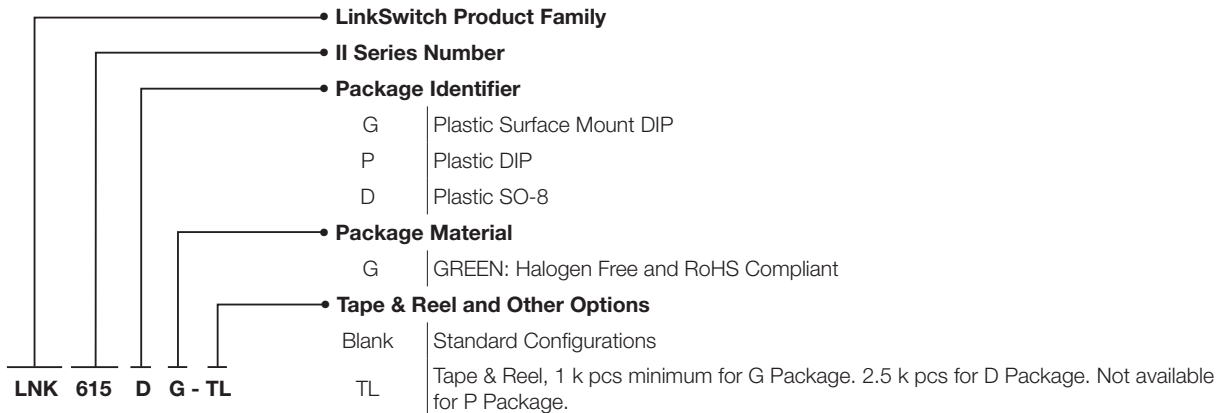 LinkSwitch Product Family
II Series Number
Package Identifier
G Plastic Surface Mount DIP
P Plastic DIP
D Plastic SO-8
Package Material
G GREEN: Halogen Free and RoHS Compliant
Tape & Reel and Other Options
Blank Standard Configurations
TL Tape & Reel, 1 k pcs minimum for G Package. 2.5 k pcs for D Package. Not available
for P Package.
LNK 615 D G - TL